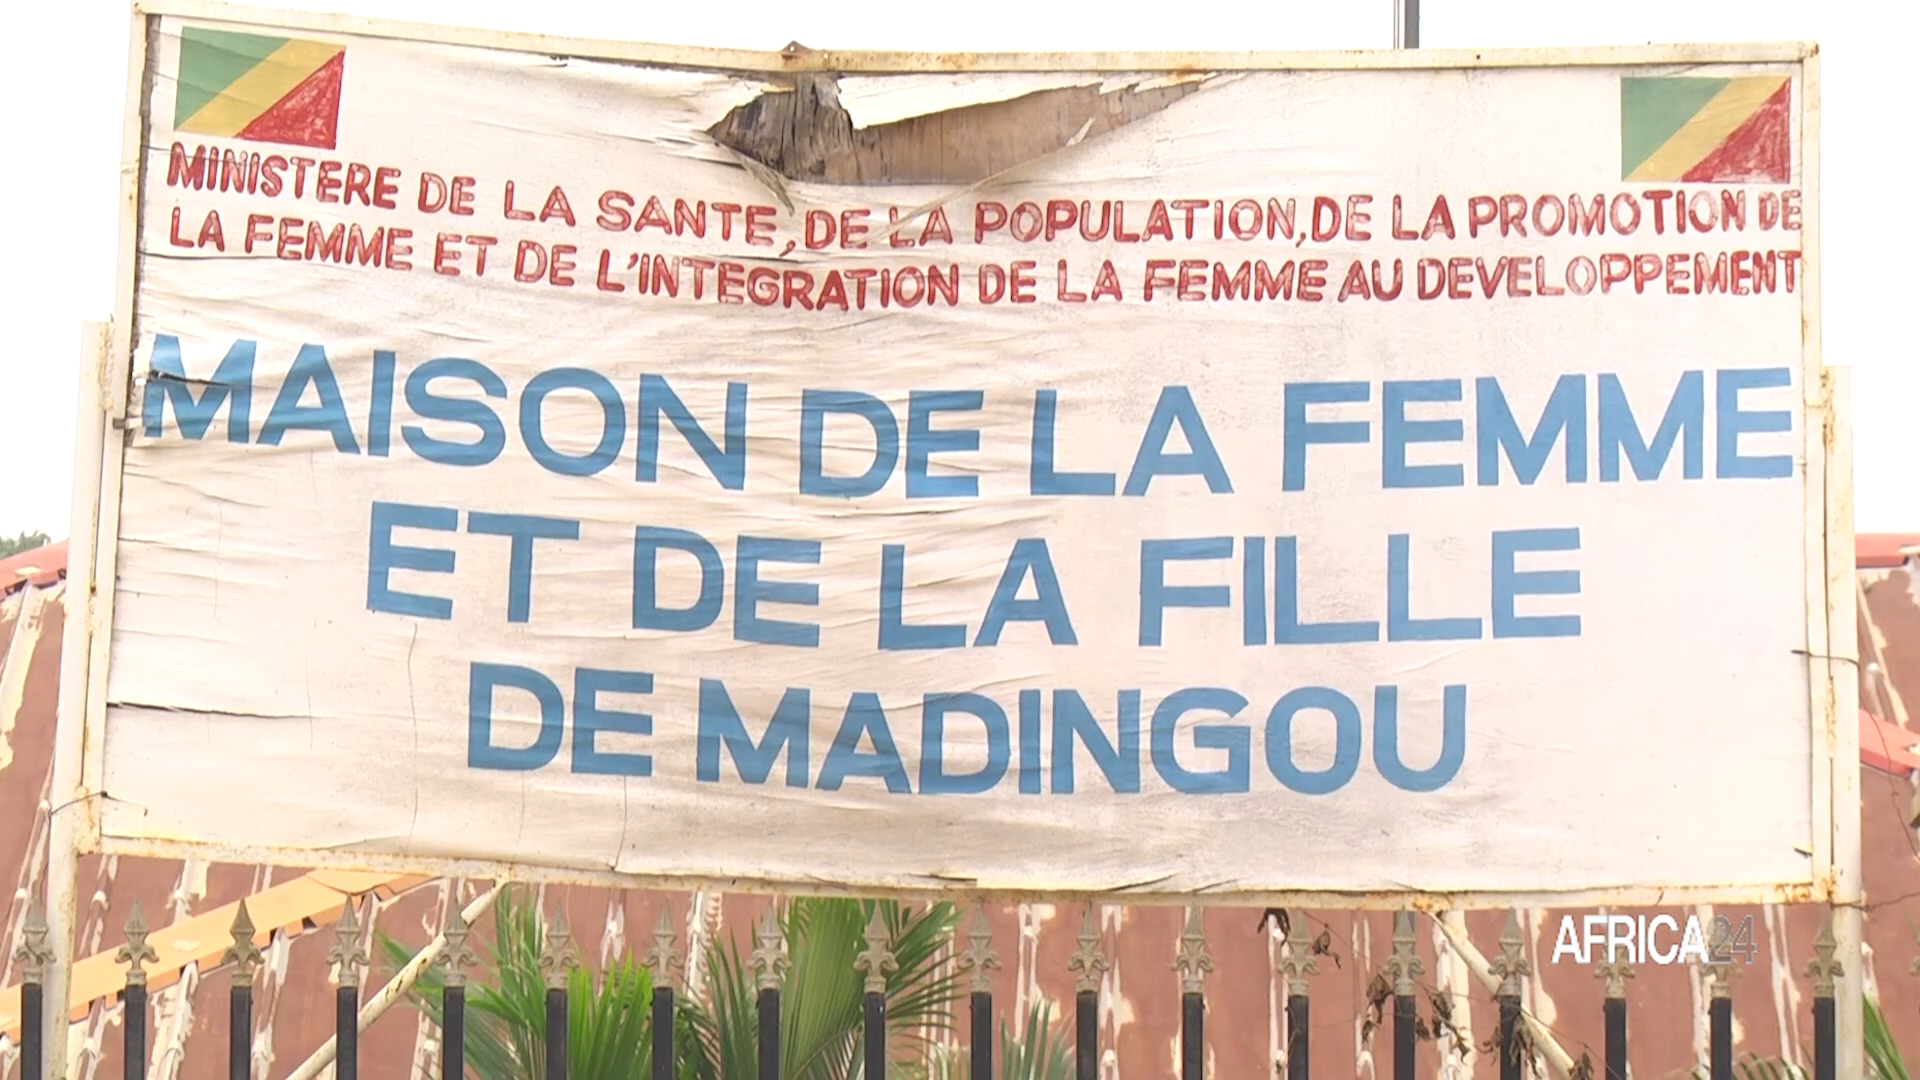 MINISTERE DE LA SANTE, DE LA POPULATION, DE LA PROMOTION DE
LA FEMME ET DE L'INTEGRATION DE LA FEMME AU DEVELOPPEMENT
MAISON DE LA FEMME
ET DE LA FILLE
DE MADINGOU
AFRICA24